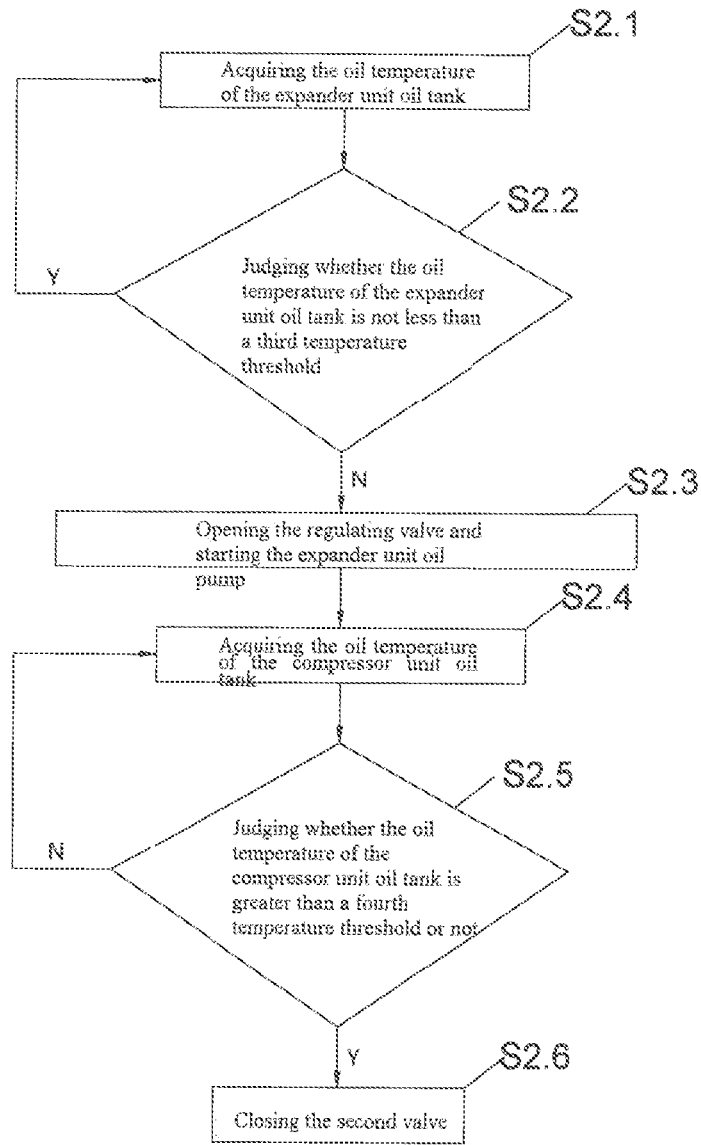 S2.1
Acquiring the oil temperature
of the expander unit oil tank
S2.2
Judging whether the oil
temperature of the expander
unit oil tank is not less than
a third temperature
threshold
Y
N
S2.3
Opening the regulating valve and
starting the expander unit oil
pump
S2.4
Acquiring the oil temperature
of the compressor unit oil
tank
S2.5
Judging whether the oil
temperature of the
compressor unit oil tank is
greater than a fourth
temperature threshold or not
N
Y
S2.6
Closing the second valve